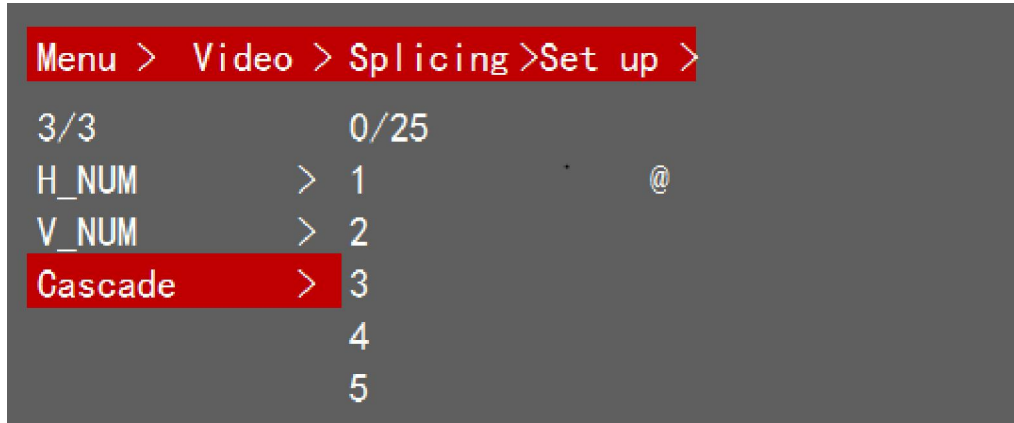 Menu > Video > Splicing >Set up >
3/3 0/25
H_NUM > 1 @
V_NUM > 2
Cascade > 3
4
5